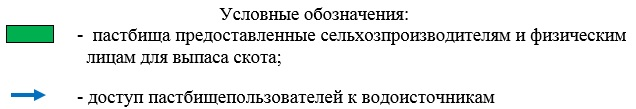 Условные обозначения:
- пастбища предоставленные сельхозпроизводителям и физическим
лицам для выпаса скота;
- доступ пастбищепользователей к водоисточникам